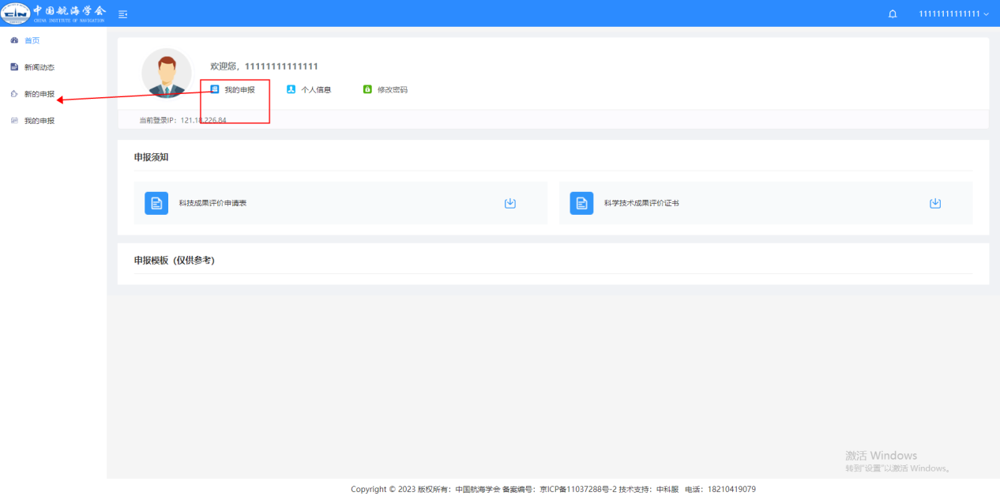 中国航海学会
CHINA INSTITUTE OF NAVIGATION
11111111111111
首页
新闻动态
新的申报
我的申报
欢迎您，11111111111111
我的申报 个人信息 修改密码
当前登录IP：121.18.226.84
申报须知
科技成果评价申请表 科学技术成果评价证书
申报模板（仅供参考）
激活 Windows
转到"设置"以激活 Windows。
Copyright © 2023 版权所有：中国航海学会 备案编号：京ICP备11037288号-2 技术支持：中科服 电话：18210419079